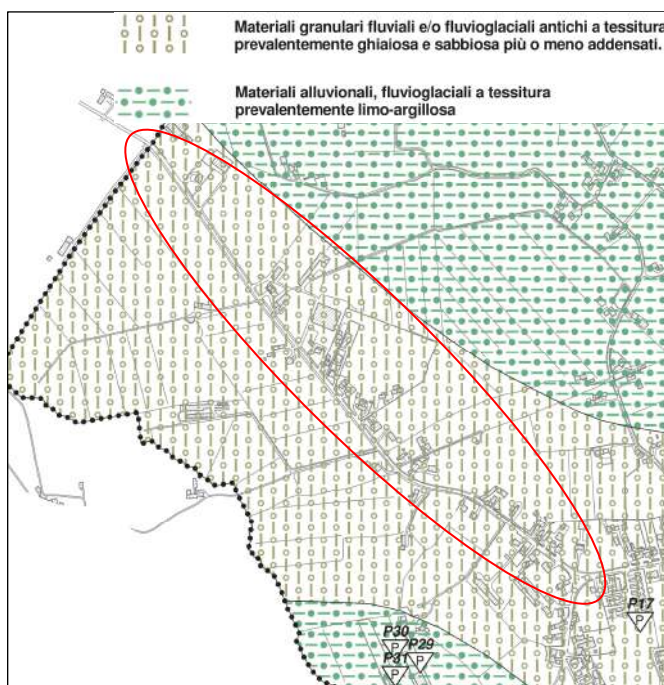 Materiali granulari fluviali e/o fluvioglaciali antichi a tessitura
prevalentemente ghiaiosa e sabbiosa più o meno addensati.
Materiali alluvionali, fluvioglaciali a tessitura
prevalentemente limo-argillosa
P17
P
P30
P29
P
P
P31
P